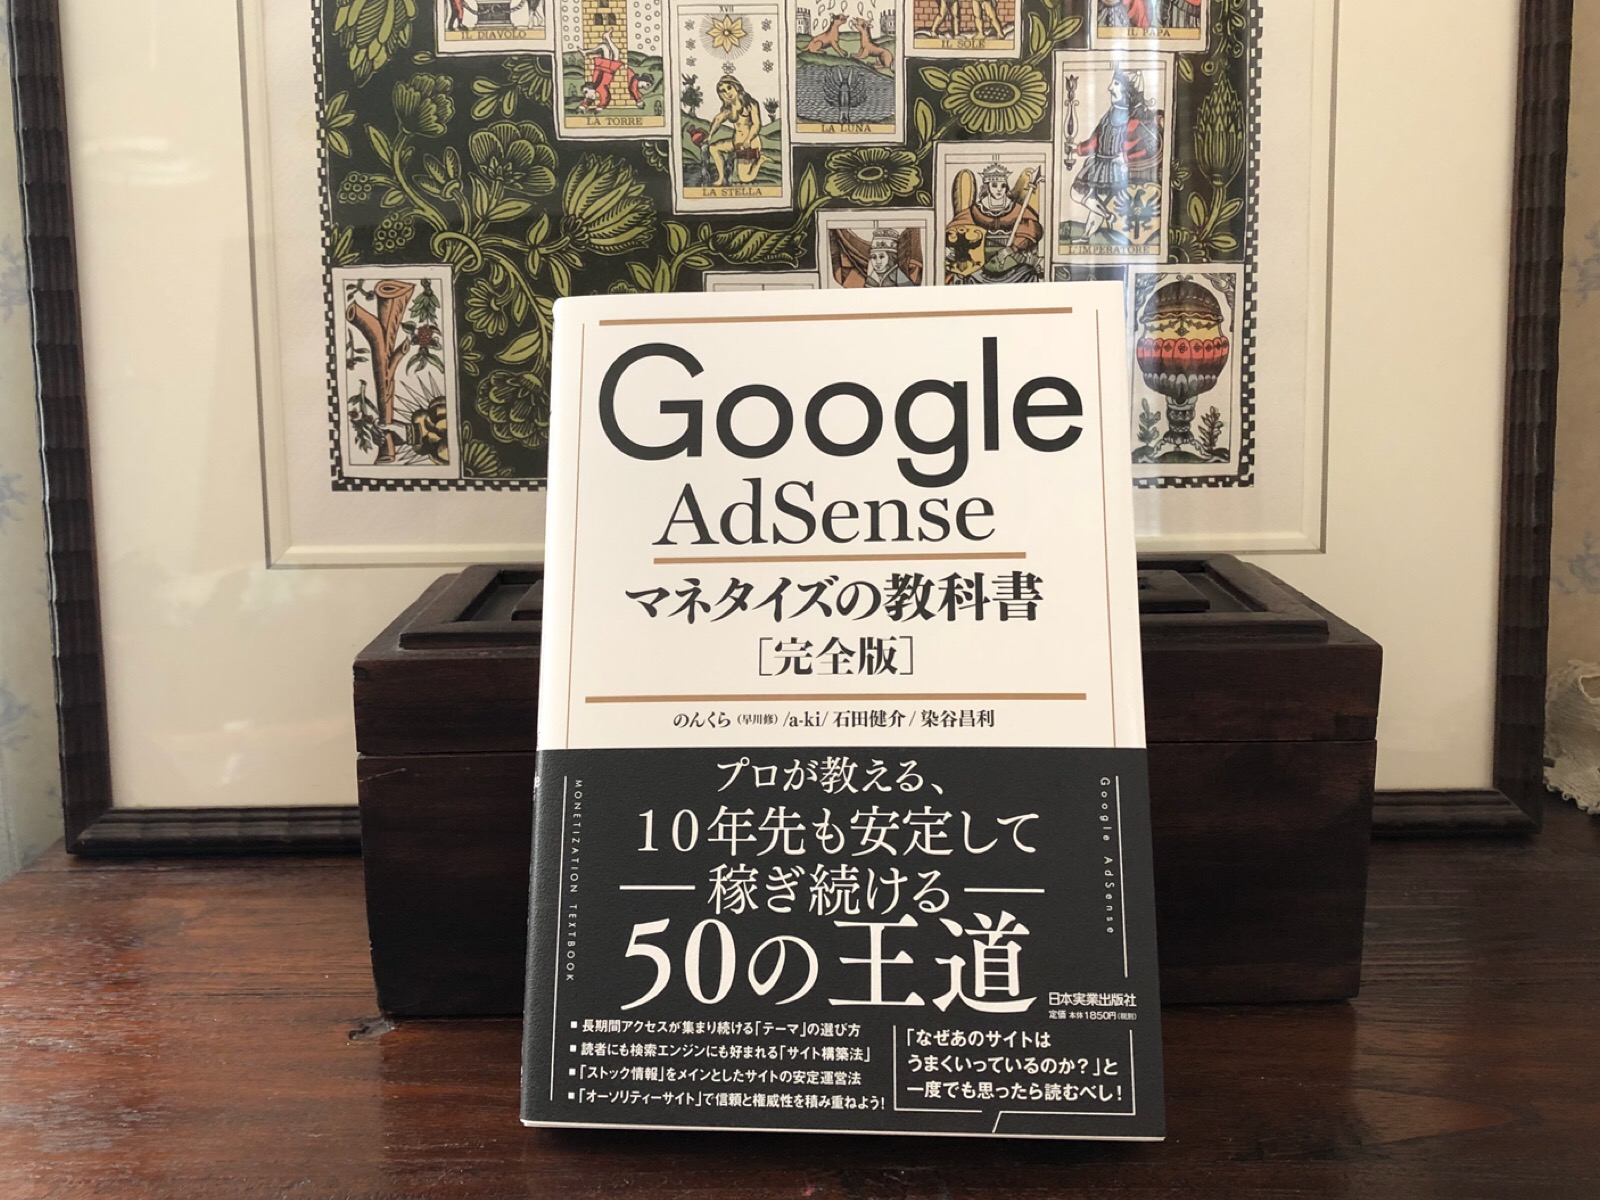 IL DIAVOLO
LA TORRE
XVII
LA STELLA
LA LUNA
IL SOLE
IL PAPA
III
L'IMPERATORE
Google
AdSense
マネタイズの教科書
[完全版]
のんくら(早川修)/a-ki/石田健介/染谷昌利
プロが教える、
10年先も安定して
稼ぎ続ける
50の王道
MONETIZATION TEXTBOOK
Google AdSense
日本実業出版社
定価 本体1850円(税別)
■長期間アクセスが集まり続ける「テーマ」の選び方
■読者にも検索エンジンにも好まれる「サイト構築法」
■「ストック情報」をメインとしたサイトの安定運営法
■「オーソリティーサイト」で信頼と権威性を積み重ねよう!
「なぜあのサイトは
うまくいっているのか?」と
一度でも思ったら読むべし!